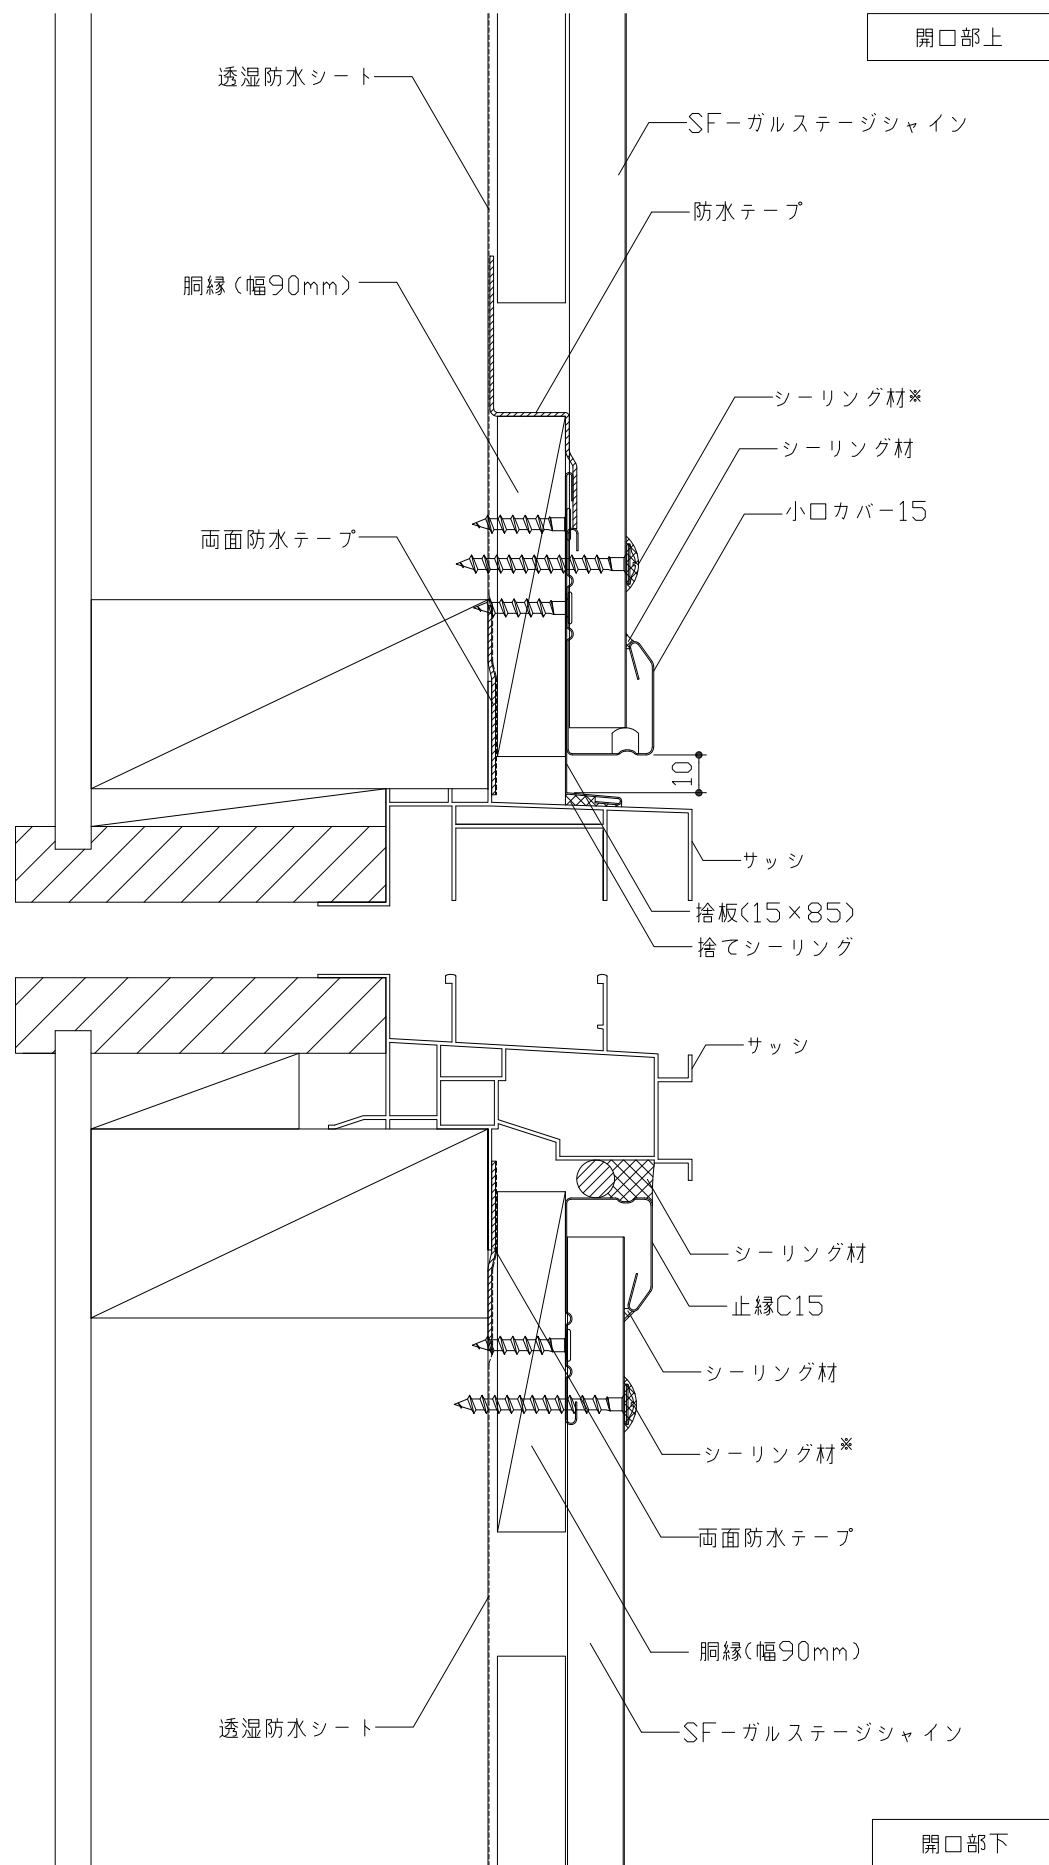 開口部上
透湿防水シート
SF－ガルステージシャイン
防水テープ
胴縁（幅90mm）
シーリング材※
シーリング材
小口カバー15
両面防水テープ
10
サッシ
捨板(15×85)
捨てシーリング
サッシ
シーリング材
止縁C15
シーリング材
シーリング材※
両面防水テープ
胴縁(幅90mm)
透湿防水シート
SF－ガルステージシャイン
開口部下